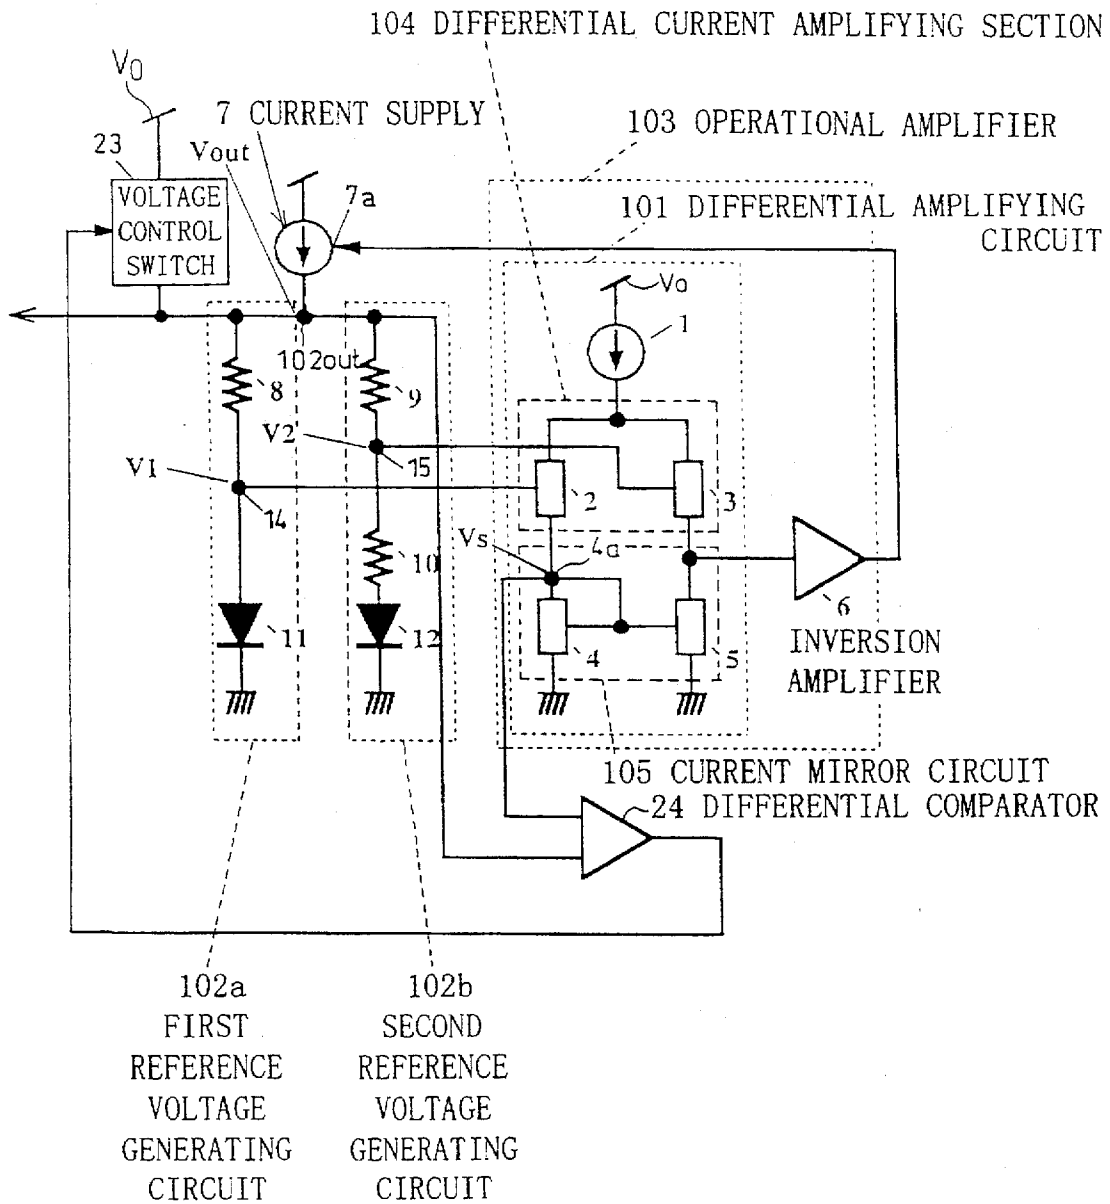 104 DIFFERENTIAL CURRENT AMPLIFYING SECTION
V0
7 CURRENT SUPPLY
103 OPERATIONAL AMPLIFIER
23
Vout
7a
101 DIFFERENTIAL AMPLIFYING
CIRCUIT
VOLTAGE
CONTROL
SWITCH
Va
1
102out
8
9
V2
15
V1
14
2
3
Vs
4a
10
6
11
12
4
5
INVERSION
AMPLIFIER
105 CURRENT MIRROR CIRCUIT
24 DIFFERENTIAL COMPARATOR
102a
FIRST
REFERENCE
VOLTAGE
GENERATING
CIRCUIT
102b
SECOND
REFERENCE
VOLTAGE
GENERATING
CIRCUIT